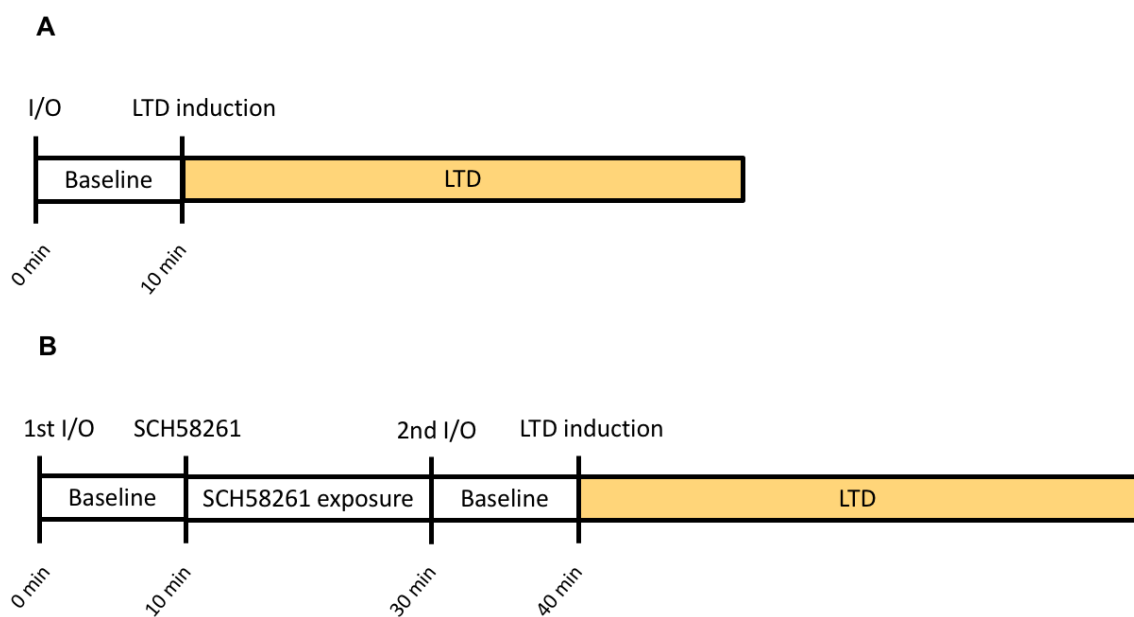 A
I/O LTD induction
Baseline LTD
0 min 10 min
B
1st I/O SCH58261 2nd I/O LTD induction
Baseline SCH58261 exposure Baseline LTD
0 min 10 min 30 min 40 min